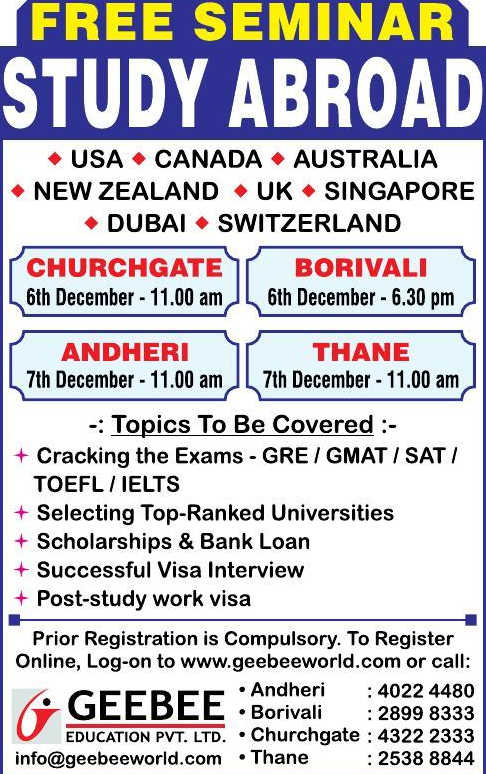 FREE SEMINAR
STUDY ABROAD
◆ USA ◆ CANADA ◆ AUSTRALIA
◆ NEW ZEALAND ◆ UK ◆ SINGAPORE
◆ DUBAI ◆ SWITZERLAND
CHURCHGATE
6th December - 11.00 am
BORIVALI
6th December - 6.30 pm
ANDHERI
7th December - 11.00 am
THANE
7th December - 11.00 am
-: Topics To Be Covered :-
Cracking the Exams - GRE / GMAT / SAT /
TOEFL / IELTS
Selecting Top-Ranked Universities
Scholarships & Bank Loan
Successful Visa Interview
Post-study work visa
Prior Registration is Compulsory. To Register
Online, Log-on to www.geebeeworld.com or call:
GEEBEE
EDUCATION PVT. LTD.
info@geebeeworld.com
• Andheri : 4022 4480
• Borivali : 2899 8333
• Churchgate : 4322 2333
• Thane : 2538 8844